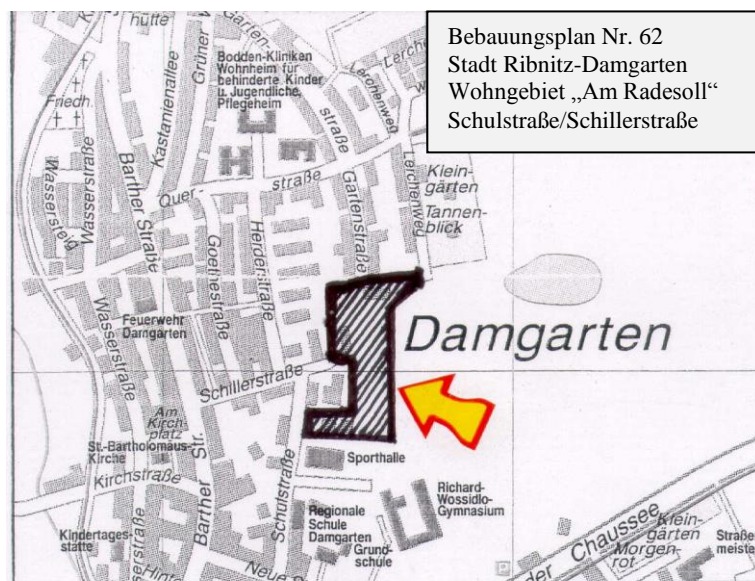 Bebauungsplan Nr. 62
Stadt Ribnitz-Damgarten
Wohngebiet „Am Radesoll“
Schulstraße/Schillerstraße
hütte
Kastanienallee
Grüner
Garten-
straße
Bodden-Kliniken
Wohnheim für
behinderte Kinder
u. Jugendliche,
Pflegeheim
Lerchenweg
Friedh.
Wasserstraße
Wassersteig
Barther Straße
Quer-
straße
Gartenstraße
Lerchenweg
Klein-
gärten
Tannen-
blick
Goethestraße
Herderstraße
Feuerwehr
Damgarten
Wasserstraße
Damgarten
Schillerstraße
Am
Kirch-
platz
St.-Bartholomäus-
Kirche
Kirchstraße
Barther Str.
Schulstraße
Sporthalle
Richard-
Wossidlo-
Gymnasium
Regionale
Schule
Damgarten
Grund-
schule
Kindertages-
stätte
der Chaussee
Klein-
gärten
Morgen-
rot
Straße
meiste
P